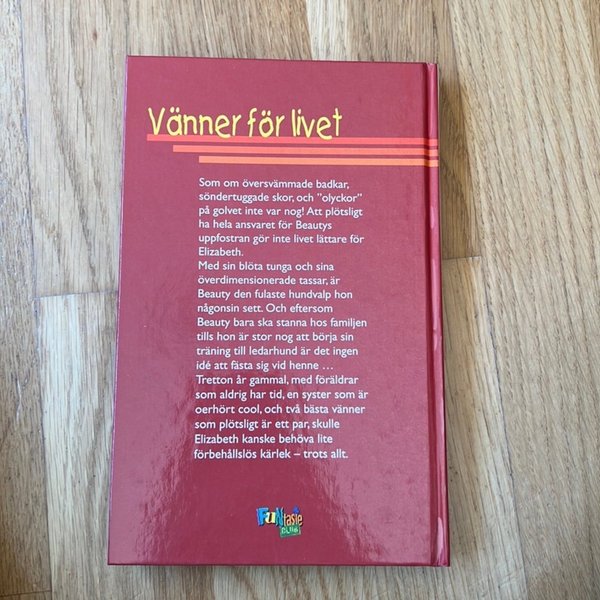 Vänner för livet
Som om översvämmade badkar,
söndertuggade skor, och "olyckor"
på golvet inte var nog! Att plötsligt
ha hela ansvaret för Beautys
uppfostran gör inte livet lättare för
Elizabeth.
Med sin blöta tunga och sina
överdimensionerade tassar, är
Beauty den fulaste hundvalp hon
någonsin sett. Och eftersom
Beauty bara ska stanna hos familjen
tills hon är stor nog att börja sin
träning till ledarhund är det ingen
idé att fästa sig vid henne …
Tretton år gammal, med föräldrar
som aldrig har tid, en syster som är
oerhört cool, och två bästa vänner
som plötsligt är ett par, skulle
Elizabeth kanske behöva lite
förbehållslös kärlek – trots allt.
FUNtasie
CLUB